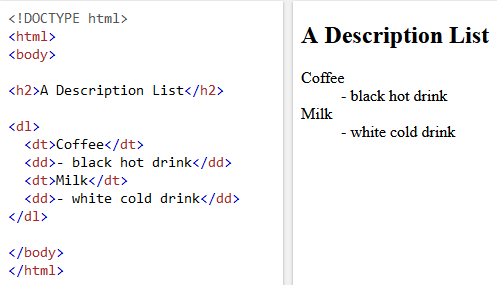 <!DOCTYPE html>
<html>
<body>
<h2>A Description List</h2>
<dl>
<dt>Coffee</dt>
<dd>- black hot drink</dd>
<dt>Milk</dt>
<dd>- white cold drink</dd>
</dl>
</body>
</html>
A Description List
Coffee
- black hot drink
Milk
- white cold drink